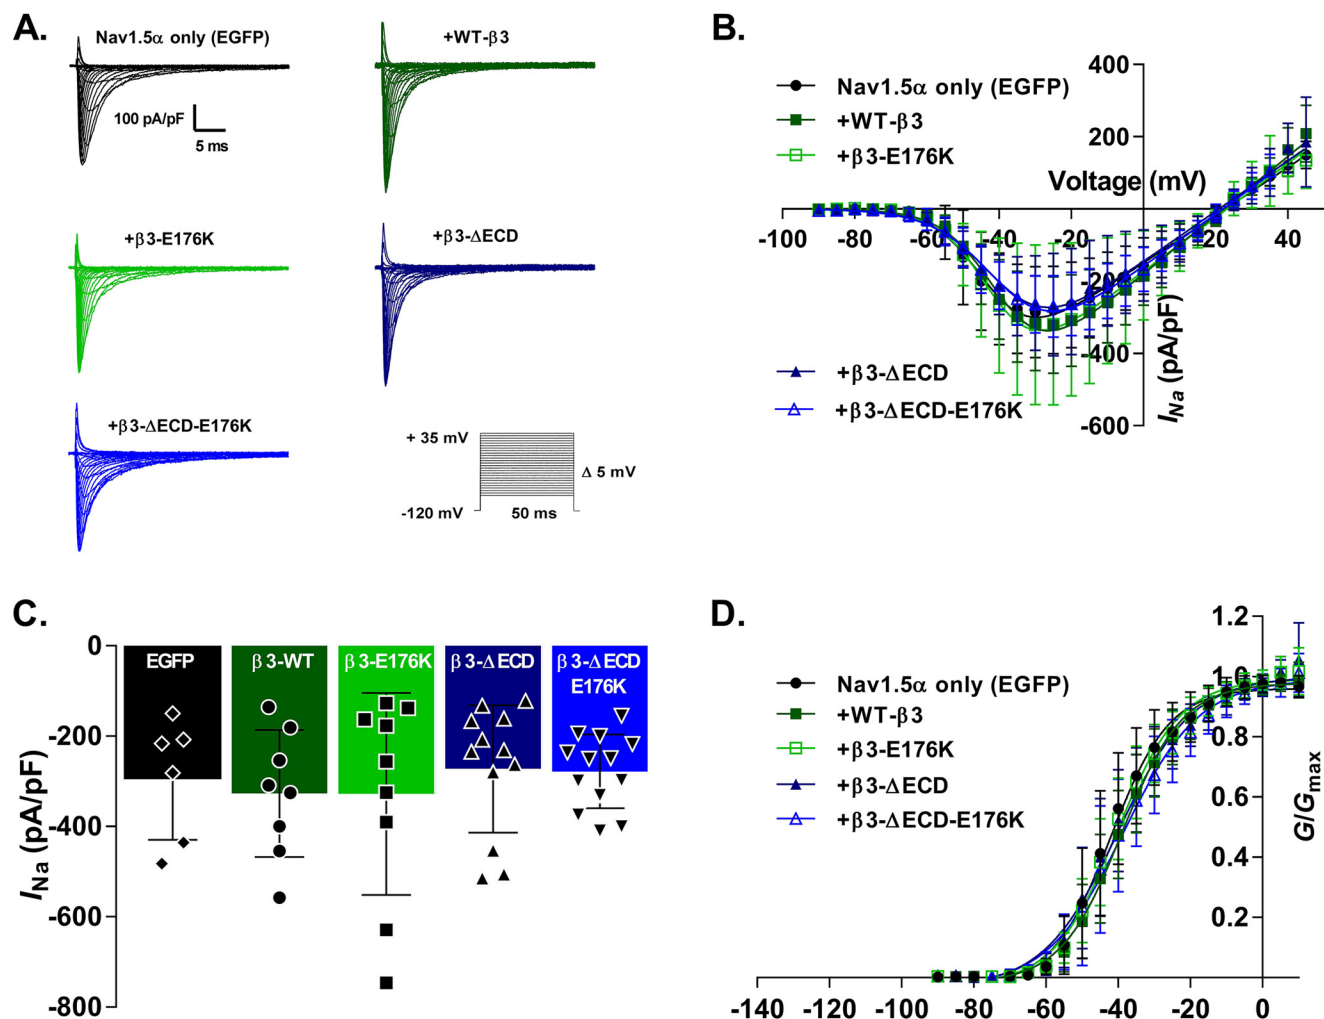 A.
Nav1.5α only (EGFP)
+WT-β3
100 pA/pF
5 ms
+β3-E176K
+β3-ΔECD
+β3-ΔECD-E176K
+ 35 mV
Δ 5 mV
-120 mV
50 ms
B.
400
Nav1.5α only (EGFP)
+WT-β3
+β3-E176K
200
Voltage (mV)
-100
-80
-60
-40
-20
20
40
-200
-400
-600
INa (pA/pF)
+β3-ΔECD
+β3-ΔECD-E176K
C.
0
-200
-400
-600
-800
INa (pA/pF)
EGFP
β3-WT
β3-E176K
β3-ΔECD
β3-ΔECD
E176K
D.
1.2
1.0
0.8
0.6
0.4
0.2
G/Gmax
Nav1.5α only (EGFP)
+WT-β3
+β3-E176K
+β3-ΔECD
+β3-ΔECD-E176K
-140
-120
-100
-80
-60
-40
-20
0